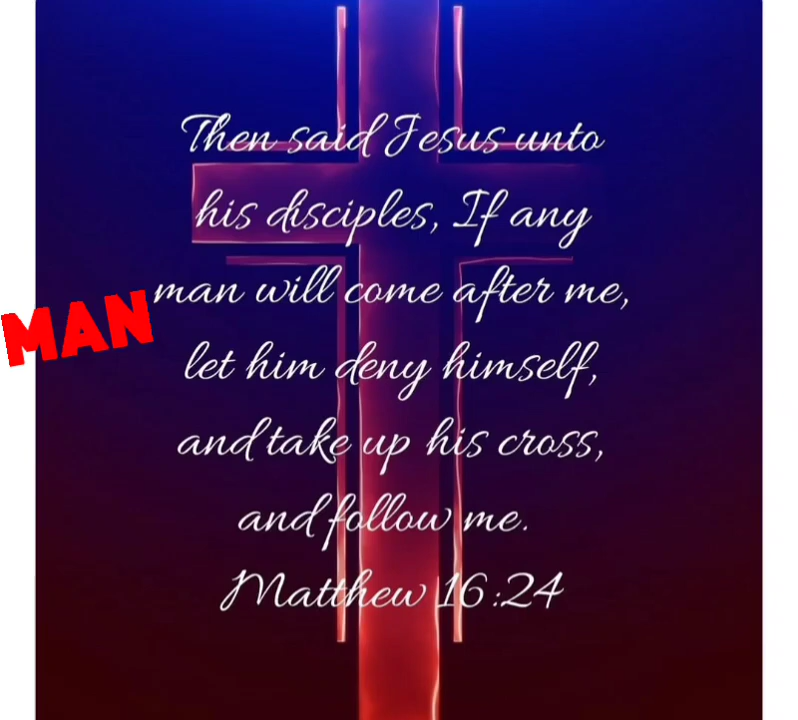 Then said Jesus unto
his disciples, If any
man will come after me,
MAN
let him deny himself,
and take up his cross,
and follow me.
Matthew 16:24